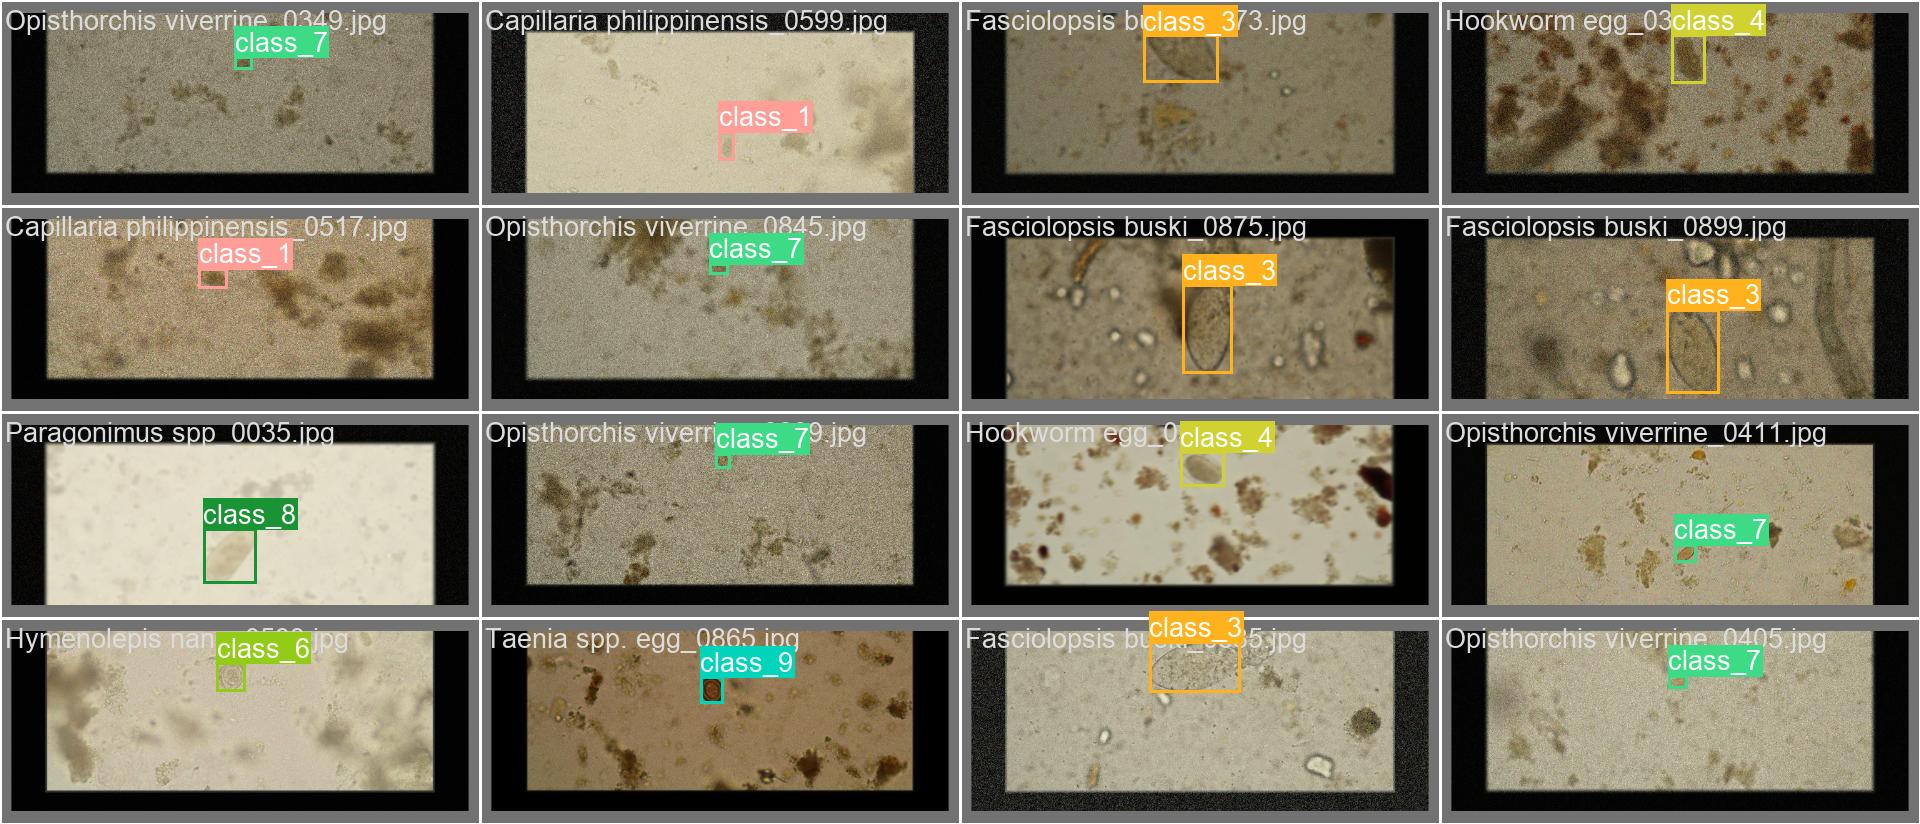 Opisthorchis viverrine_0349.jpg
class_7
Capillaria philippinensis_0599.jpg
class_1
Fasciolopsis bu 73.jpg
class_3
Hookworm egg_03
class_4
Capillaria philippinensis_0517.jpg
class_1
Opisthorchis viverrine_0845.jpg
class_7
Fasciolopsis buski_0875.jpg
class_3
Fasciolopsis buski_0899.jpg
class_3
Paragonimus spp_0035.jpg
class_8
Opisthorchis viverrine 9.jpg
class_7
Hookworm egg_0
class_4
Opisthorchis viverrine_0411.jpg
class_7
Hymenolepis nan .jpg
class_6
Taenia spp. egg_0865.jpg
class_9
Fasciolopsis buski 35.jpg
class_3
Opisthorchis viverrine_0405.jpg
class_7